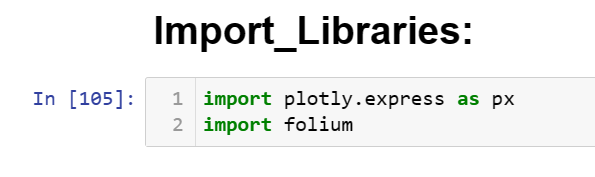 Import_Libraries:
In [105]:
1 import plotly.express as px
2 import folium